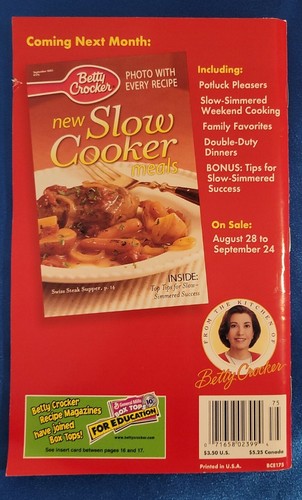 Coming Next Month:
Betty
Crocker
PHOTO WITH
EVERY RECIPE
new Slow
Cooker
meals
Swiss Steak Supper, p. 14
INSIDE:
Top Tips for Slow-
Simmered Success
Including:
Potluck Pleasers
Slow-Simmered
Weekend Cooking
Family Favorites
Double-Duty
Dinners
BONUS: Tips for
Slow-Simmered
Success
On Sale:
August 28 to
September 24
FROM THE KITCHEN OF
Betty Crocker
Betty Crocker
Recipe Magazines
have joined
Box Tops!
General Mills
BOX TOPS
FOR EDUCATION
See insert card between pages 16 and 17.
75
$3.50 U.S.
$5.25 Canada
Printed in U.S.A.
BCE175